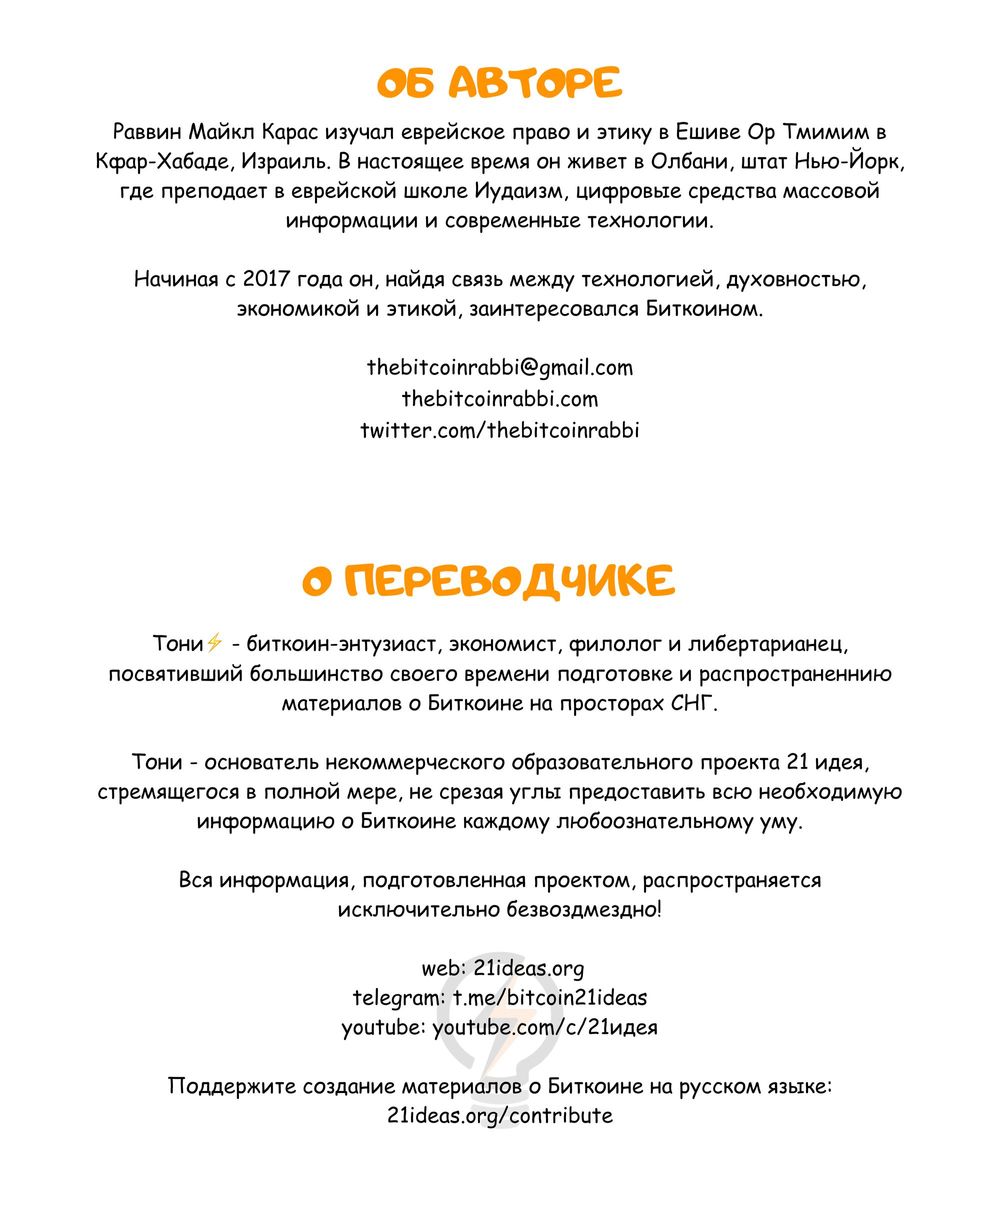 ОБ АВТОРЕ
Раввин Майкл Карас изучал еврейское право и этику в Ешиве Ор Тмимим в
Кфар-Хабаде, Израиль. В настоящее время он живет в Олбани, штат Нью-Йорк,
где преподает в еврейской школе Иудаизм, цифровые средства массовой
информации и современные технологии.
Начиная с 2017 года он, найдя связь между технологией, духовностью,
экономикой и этикой, заинтересовался Биткоином.
thebitcoinrabbi@gmail.com
thebitcoinrabbi.com
twitter.com/thebitcoinrabbi
О ПЕРЕВОДЧИКЕ
Тони⚡ - биткоин-энтузиаст, экономист, филолог и либертарианец,
посвятивший большинство своего времени подготовке и распространеннию
материалов о Биткоине на просторах СНГ.
Тони - основатель некоммерческого образовательного проекта 21 идея,
стремящегося в полной мере, не срезая углы предоставить всю необходимую
информацию о Биткоине каждому любоознательному уму.
Вся информация, подготовленная проектом, распространяется
исключительно безвоздмездно!
web: 21ideas.org
telegram: t.me/bitcoin21ideas
youtube: youtube.com/c/21идея
Поддержите создание материалов о Биткоине на русском языке:
21ideas.org/contribute